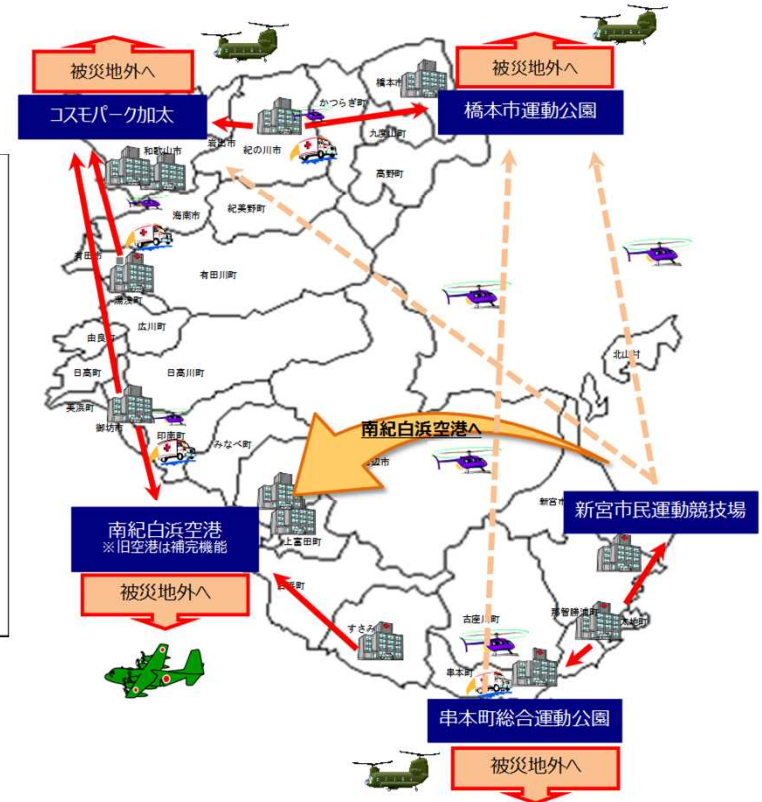 被災地外へ
被災地外へ
コスモパーク加太
橋本市運動公園
橋本市
かつらぎ町
九度山町
岩出市
紀の川市
和歌山市
高野町
海南市
紀美野町
有田市
有田川町
湯浅町
広川町
由良町
日高町
日高川町
北山村
美浜町
御坊市
印南町
みなべ町
南紀白浜空港へ
辺市
新宮市
新宮市民運動競技場
南紀白浜空港
※旧空港は補完機能
上富田町
被災地外へ
白浜町
すさみ
古座川町
那智勝浦町
太地町
串本町
串本町総合運動公園
被災地外へ